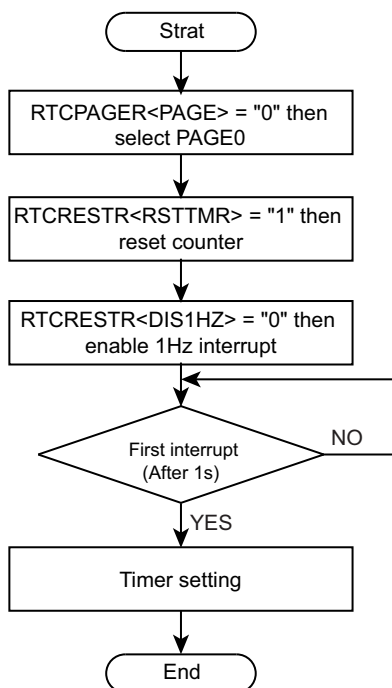 Strat
RTCPAGER<PAGE> = "0" then
select PAGE0
RTCRESTR<RSTTMR> = "1" then
reset counter
RTCRESTR<DIS1HZ> = "0" then
enable 1Hz interrupt
First interrupt
(After 1s)
NO
YES
Timer setting
End